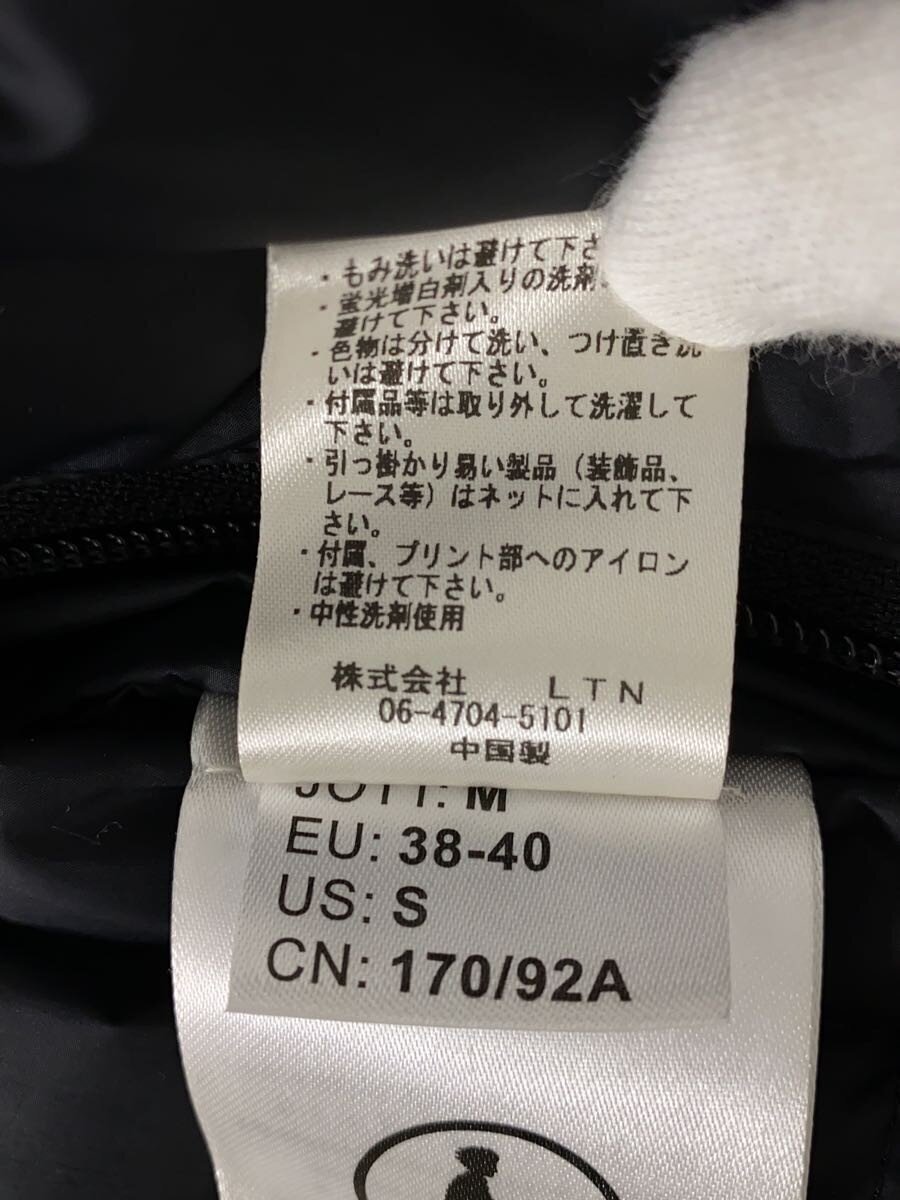 ・もみ洗いは避けて下さ
・蛍光増白剤入りの洗剤
避けて下さい。
・色物は分けて洗い、つけ置き洗
いは避けて下さい。
・付属品等は取り外して洗濯して
下さい。
・引っ掛かり易い製品（装飾品、
レース等）はネットに入れて下
さい。
・付属、プリント部へのアイロン
は避けて下さい。
・中性洗剤使用
株式会社 LTN
06-4704-5101
中国製
JOTT: M
EU: 38-40
US: S
CN: 170/92A